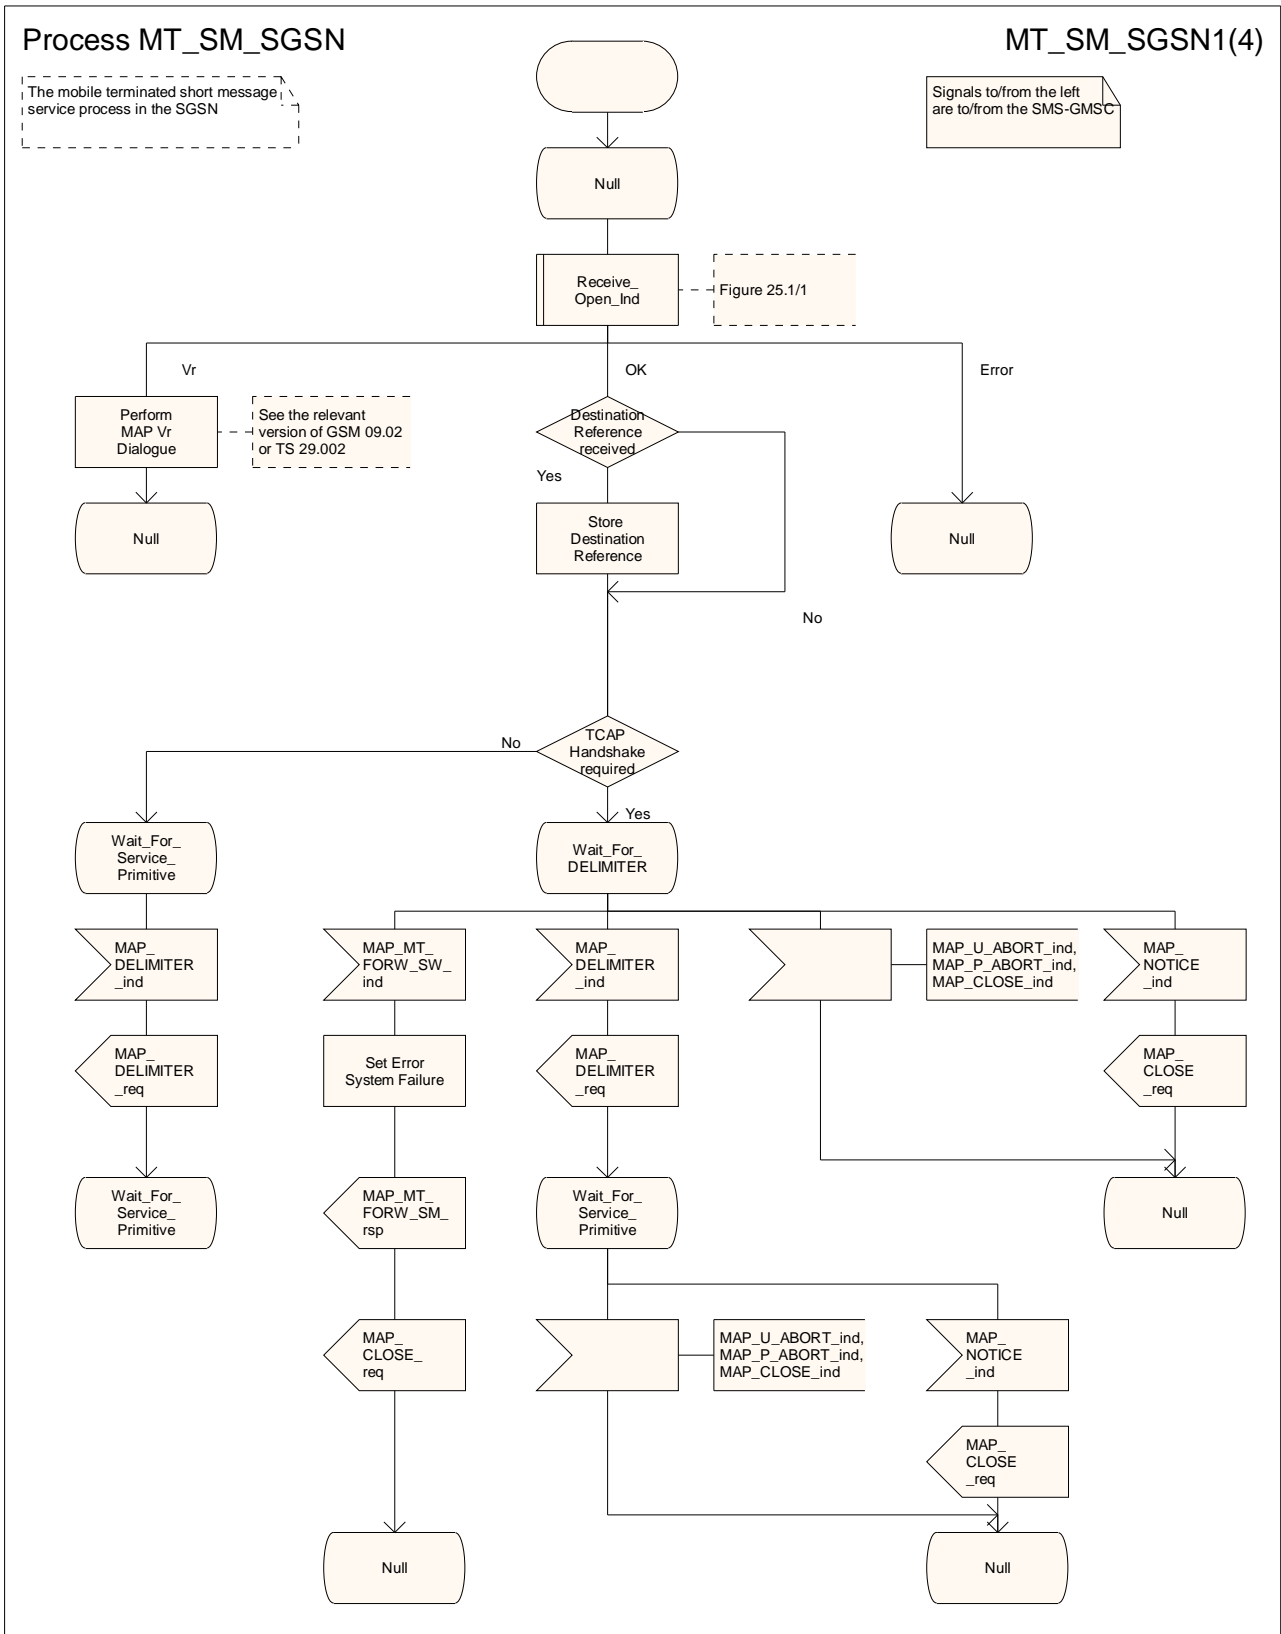 Process MT_SM_SGSN
MT_SM_SGSN1(4)
The mobile terminated short message
service process in the SGSN
Signals to/from the left
are to/from the SMS-GMSC
Null
Receive_
Open_Ind
Figure 25.1/1
Vr
OK
Error
Perform
MAP Vr
Dialogue
See the relevant
version of GSM 09.02
or TS 29.002
Destination
Reference
received
Yes
Null
Store
Destination
Reference
Null
No
TCAP
Handshake
required
No
Yes
Wait_For_
Service_
Primitive
Wait_For_
DELIMITER
MAP_
DELIMITER
_ind
MAP_MT_
FORW_SW_
ind
MAP_
DELIMITER
_ind
MAP_U_ABORT_ind,
MAP_P_ABORT_ind,
MAP_CLOSE_ind
MAP_
NOTICE
_ind
MAP_
DELIMITER
_req
Set Error
System Failure
MAP_
DELIMITER
_req
MAP_
CLOSE
_req
Wait_For_
Service_
Primitive
MAP_MT_
FORW_SM_
rsp
Wait_For_
Service_
Primitive
Null
MAP_
CLOSE_
req
MAP_U_ABORT_ind,
MAP_P_ABORT_ind,
MAP_CLOSE_ind
MAP_
NOTICE
_ind
MAP_
CLOSE
_req
Null
Null